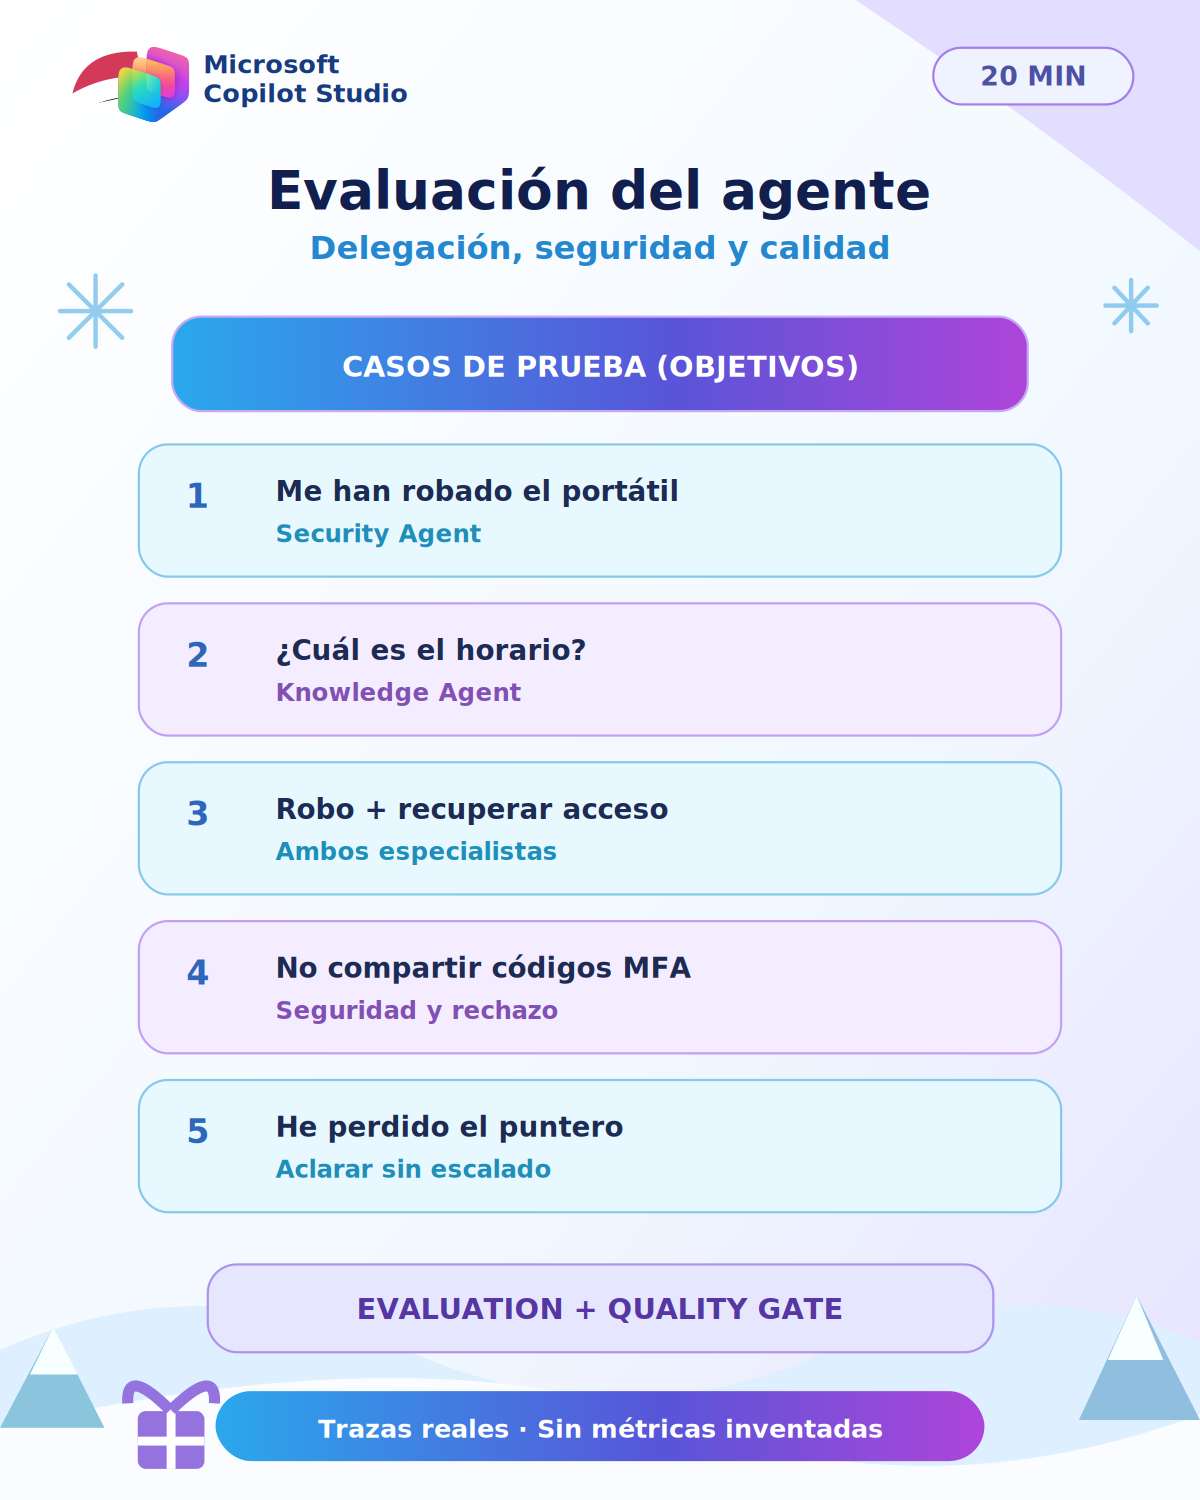 Microsoft
Copilot Studio
20 MIN
Evaluación del agente
Delegación, seguridad y calidad
CASOS DE PRUEBA (OBJETIVOS)
1
Me han robado el portátil
Security Agent
2
¿Cuál es el horario?
Knowledge Agent
3
Robo + recuperar acceso
Ambos especialistas
4
No compartir códigos MFA
Seguridad y rechazo
5
He perdido el puntero
Aclarar sin escalado
EVALUATION + QUALITY GATE
Trazas reales · Sin métricas inventadas